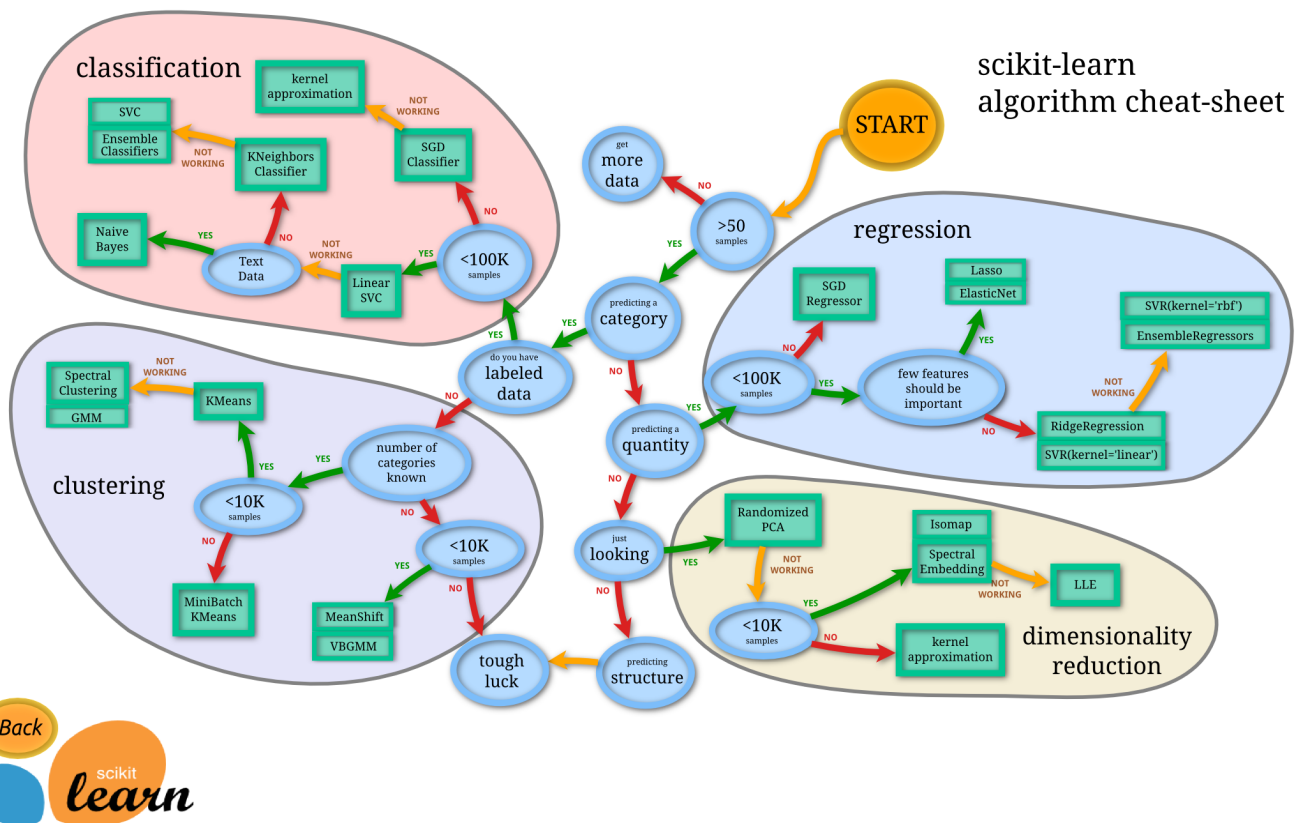 scikit-learn
algorithm cheat-sheet
START
classification
kernel
approximation
NOT
WORKING
SVC
Ensemble
Classifiers
NOT
WORKING
KNeighbors
Classifier
SGD
Classifier
Naive
Bayes
YES
Text
Data
NO
NOT
WORKING
Linear
SVC
YES
<100K
samples
NO
YES
get
more
data
NO
>50
samples
YES
predicting a
category
YES
NO
do you have
labeled
data
NO
predicting a
quantity
YES
NO
just
looking
YES
NO
predicting
structure
tough
luck
regression
SGD
Regressor
NO
<100K
samples
YES
Lasso
ElasticNet
YES
few features
should be
important
NO
SVR(kernel='rbf')
EnsembleRegressors
NOT
WORKING
RidgeRegression
SVR(kernel='linear')
clustering
Spectral
Clustering
GMM
NOT
WORKING
KMeans
YES
<10K
samples
NO
MiniBatch
KMeans
number of
categories
known
YES
NO
<10K
samples
YES
NO
MeanShift
VBGMM
dimensionality
reduction
Randomized
PCA
NOT
WORKING
<10K
samples
YES
NO
Isomap
Spectral
Embedding
NOT
WORKING
LLE
kernel
approximation
Back
scikit
learn